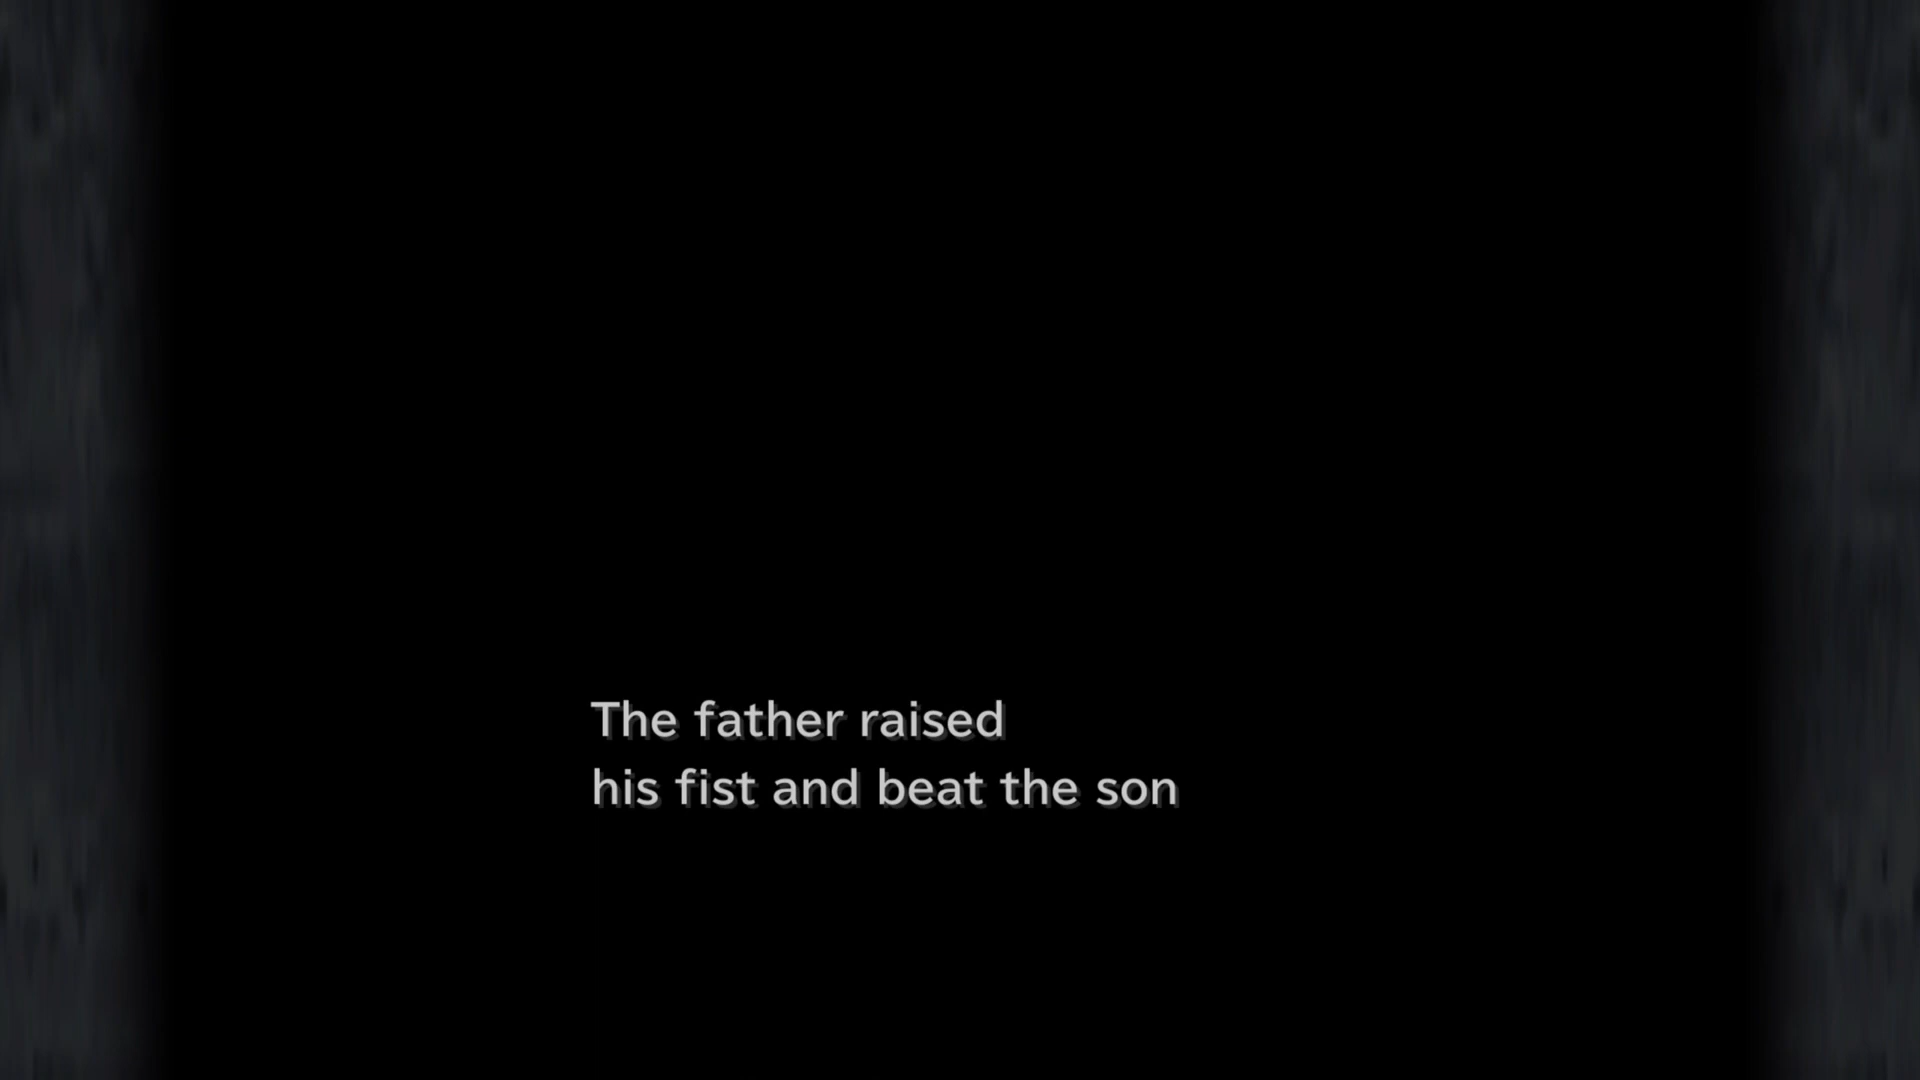 The father raised
his fist and beat the son